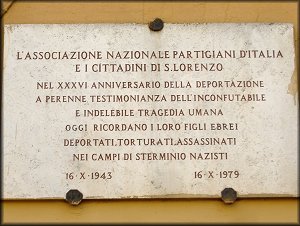 L'ASSOCIAZIONE NAZIONALE PARTIGIANI D'ITALIA
E I CITTADINI DI S. LORENZO
NEL XXXVI ANNIVERSARIO DELLA DEPORTAZIONE
A PERENNE TESTIMONIANZA DELL'INCONFUTABILE
E INDELEBILE TRAGEDIA UMANA
OGGI RICORDANO I LORO FIGLI EBREI
DEPORTATI, TORTURATI, ASSASSINATI
NEI CAMPI DI STERMINIO NAZISTI
16·X·1943 16·X·1979